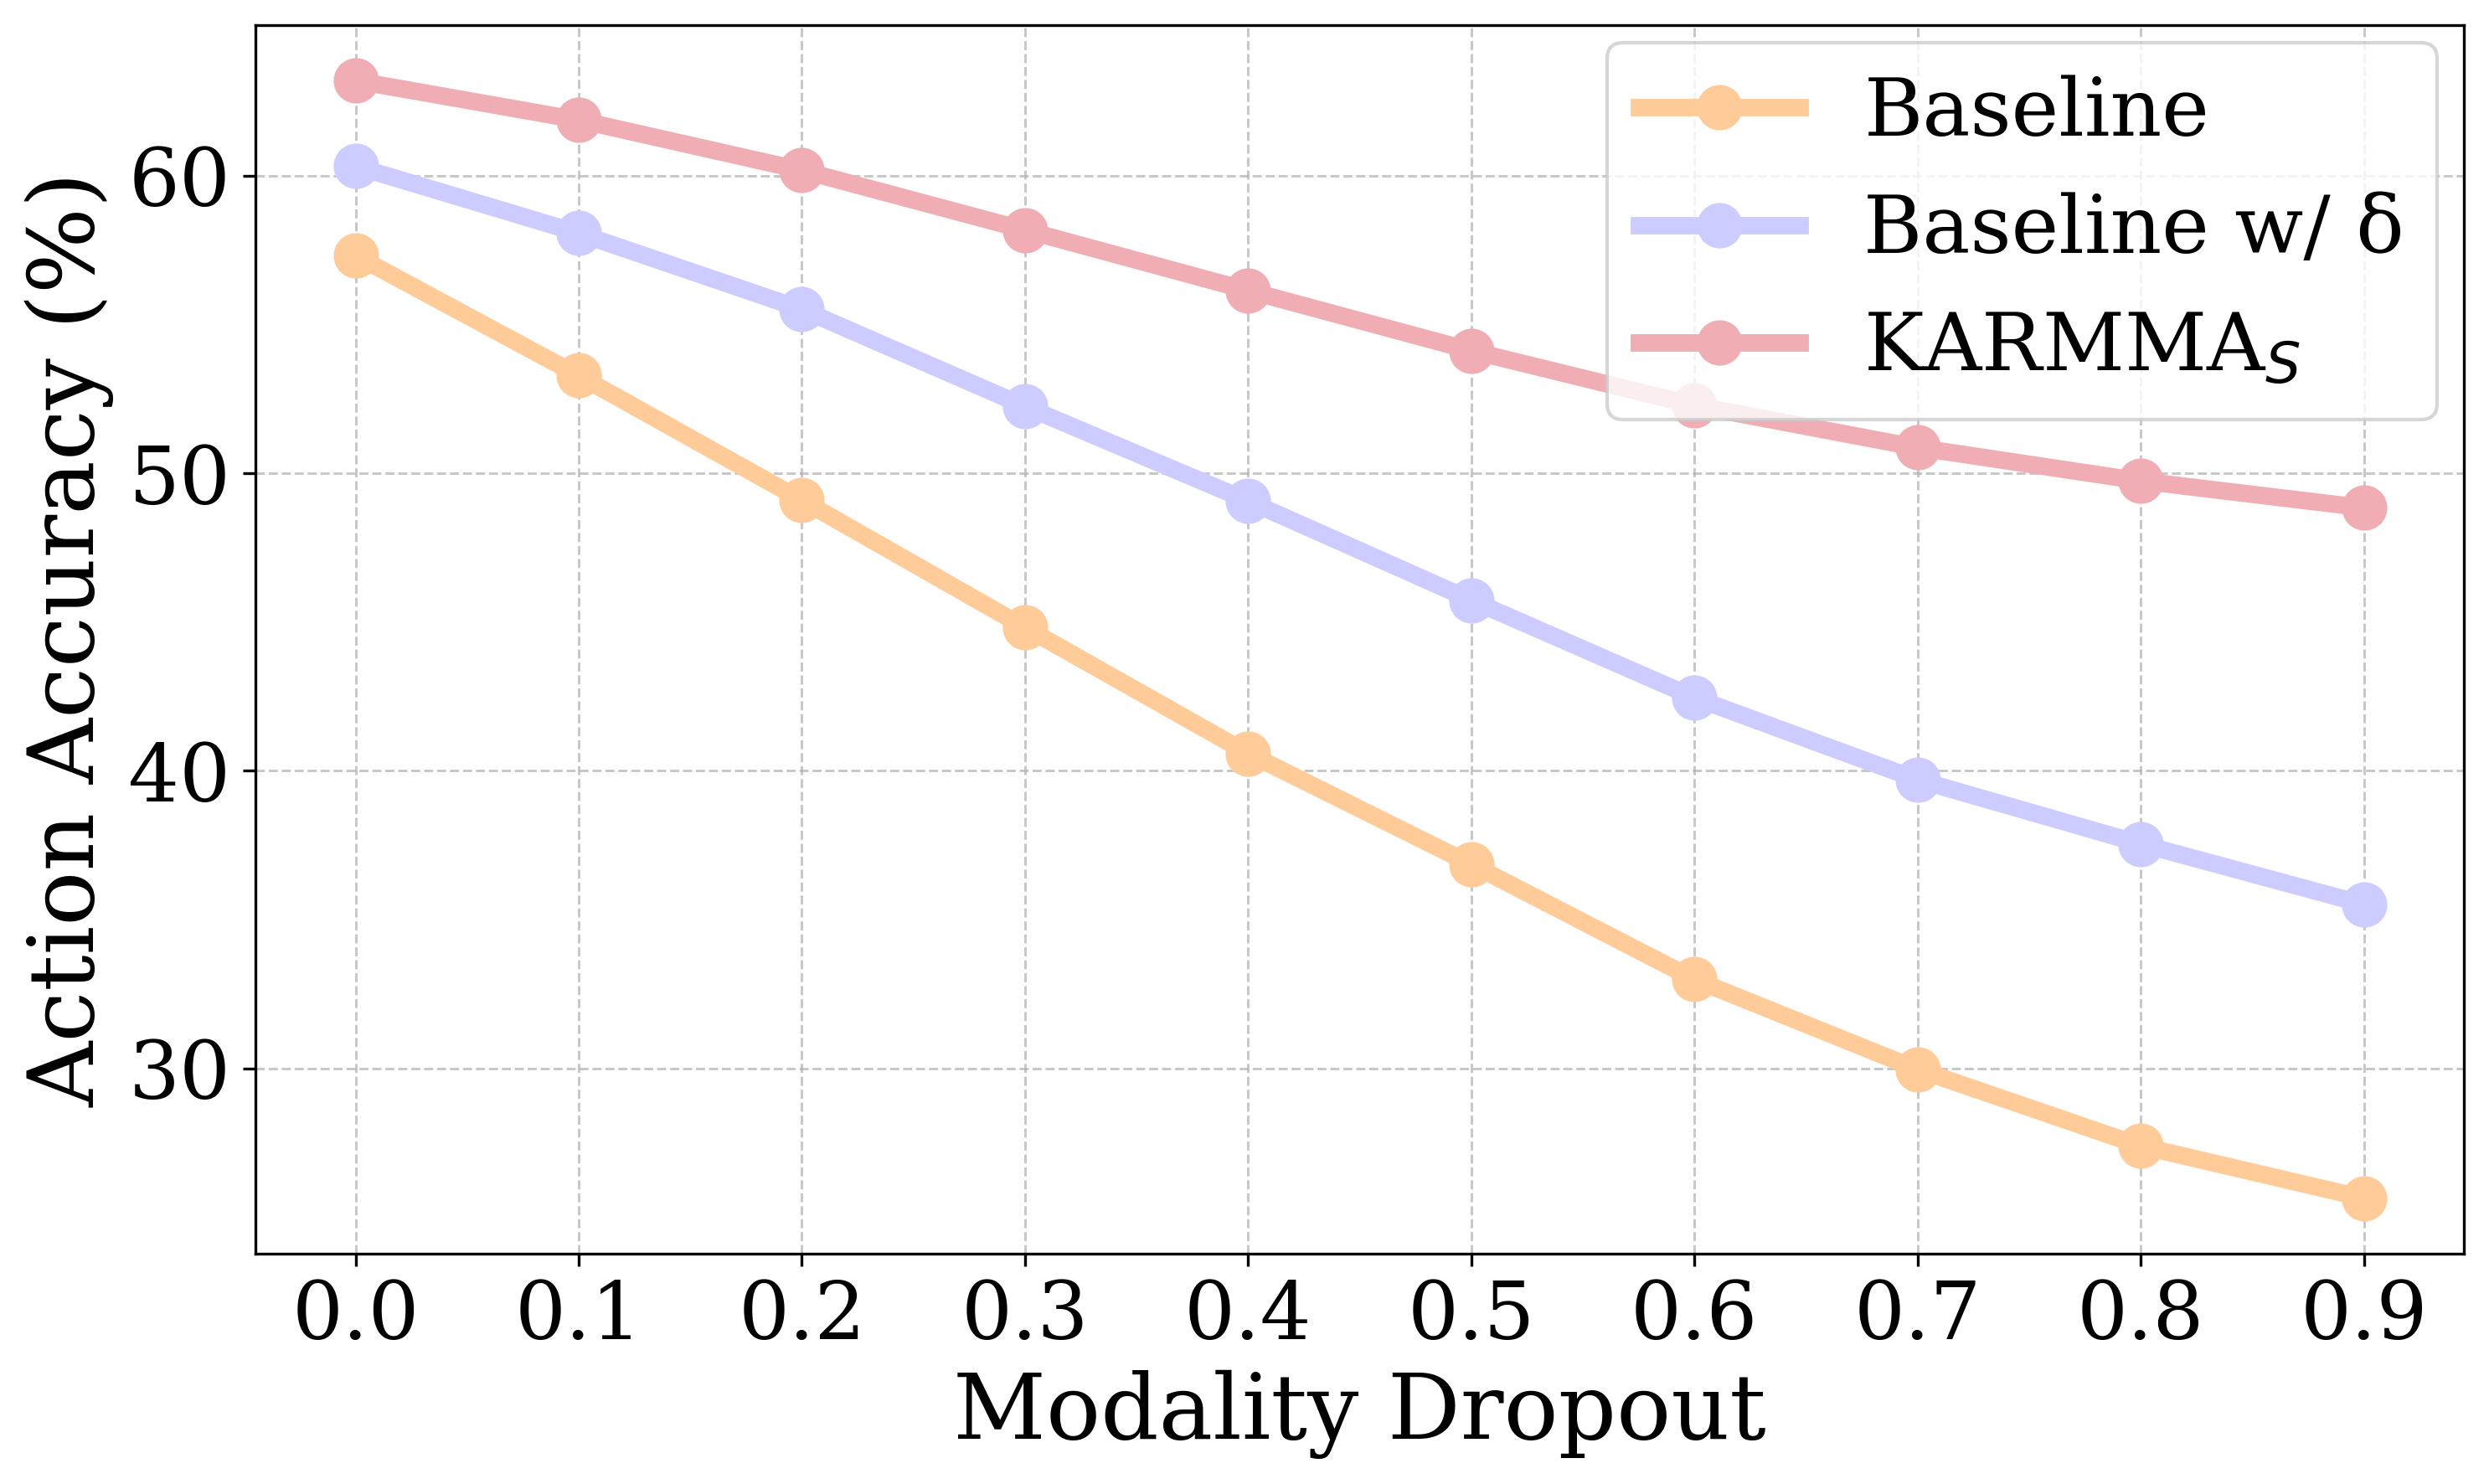 Action Accuracy (%)
60
50
40
30
Baseline
Baseline w/ δ
KARMMA_S
0.0 0.1 0.2 0.3 0.4 0.5 0.6 0.7 0.8 0.9
Modality Dropout